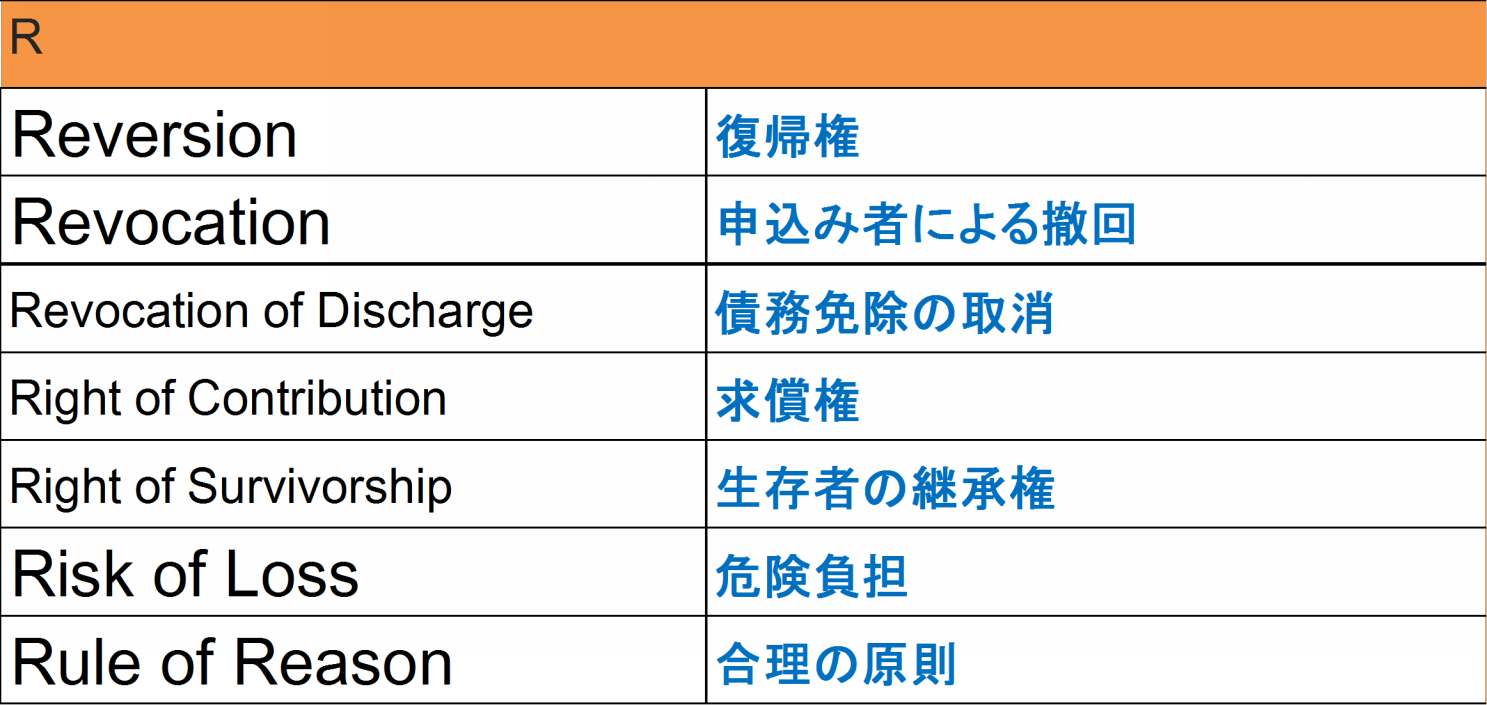 R
Reversion 復帰権
Revocation 申込み者による撤回
Revocation of Discharge 債務免除の取消
Right of Contribution 求償権
Right of Survivorship 生存者の継承権
Risk of Loss 危険負担
Rule of Reason 合理の原則